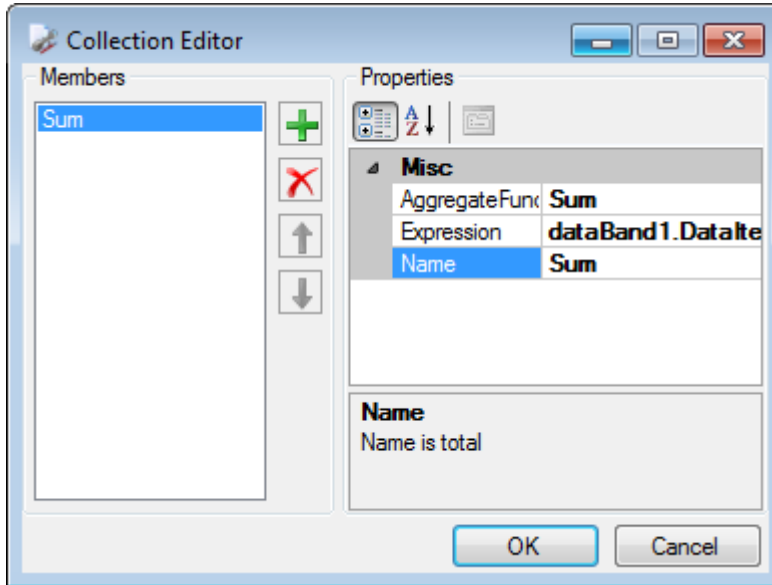 Collection Editor
Members
Properties
Sum
A
Z
Misc
AggregateFunc Sum
Expression dataBand1.DataIte
Name Sum
Name
Name is total
OK Cancel